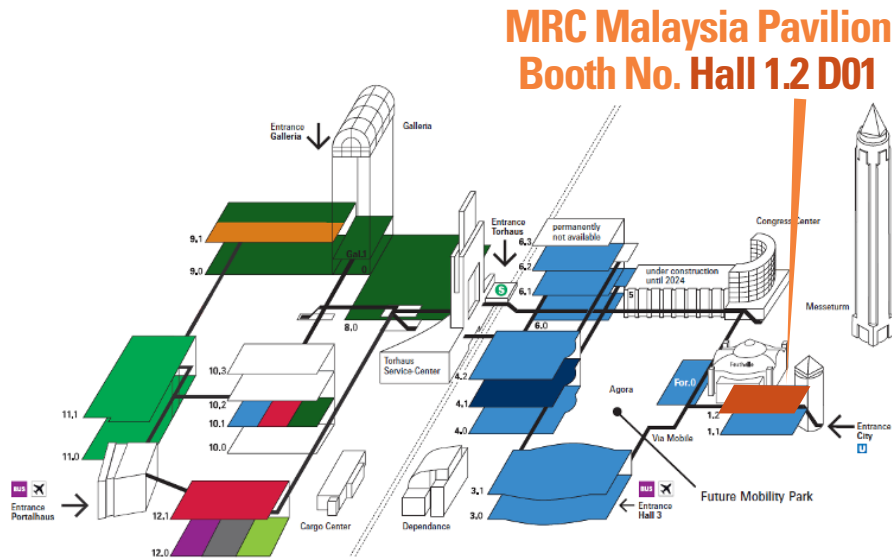 MRC Malaysia Pavilion
Booth No. Hall 1.2 D01
Entrance
Galleria
Galleria
9.1
9.0
Gal.1
0
Entrance
Torhaus
permanently
not available
6.3
6.2
6.1
6.0
S
under construction
until 2024
5
Congress Center
Messeturm
8.0
Torhaus
Service-Center
11.1
11.0
10.3
10.2
10.1
10.0
4.2
4.1
4.0
For.0
Festhalle
Agora
1.2
1.1
Entrance
City
U
Via Mobile
BUS
Entrance
Portalhaus
12.1
12.0
Cargo Center
Dependance
3.1
3.0
BUS
Entrance
Hall 3
Future Mobility Park